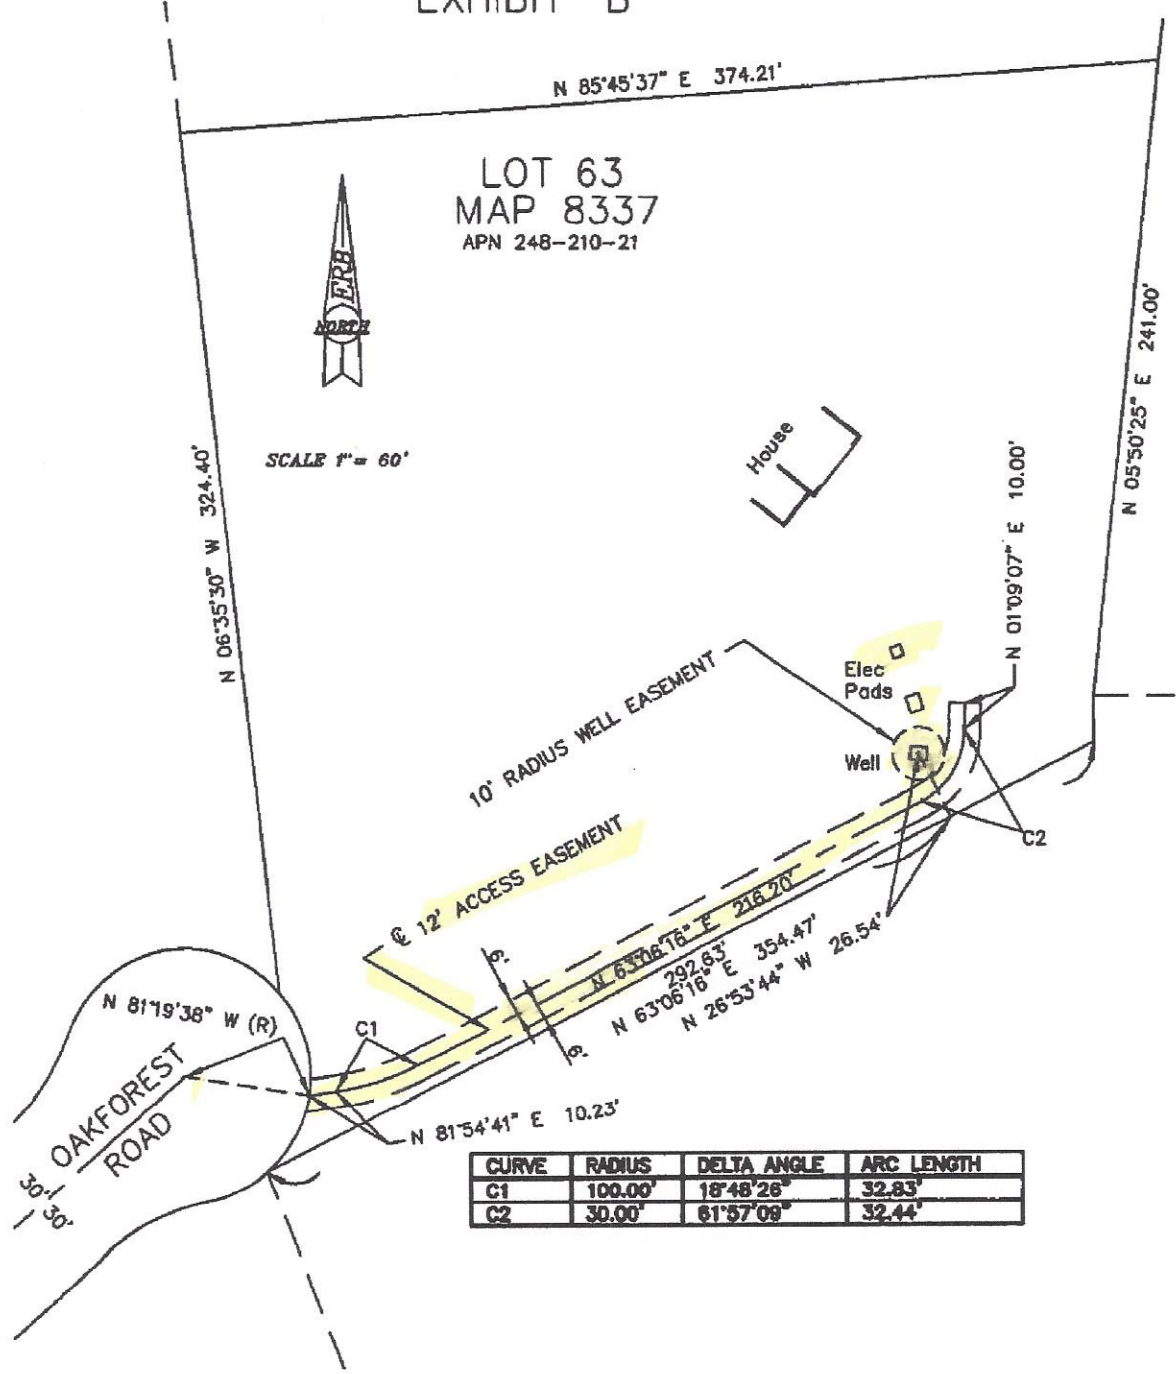 EXHIBIT "B"
N 85°45'37" E 374.21'
LOT 63
MAP 8337
APN 248-210-21
ERB
NORTH
SCALE 1"= 60'
N 06°35'30" W 324.40'
N 05°50'25" E 241.00'
House
N 01°09'07" E 10.00'
Elec
Pads
10' RADIUS WELL EASEMENT
Well
C2
℄ 12' ACCESS EASEMENT
6'
N 63°06'16" E 216.20'
292.63'
N 63°06'16" E 354.47'
N 26°53'44" W 26.54'
6'
N 81°19'38" W (R)
C1
OAKFOREST
ROAD
30'
30'
N 81°54'41" E 10.23'
CURVE RADIUS DELTA ANGLE ARC LENGTH
C1 100.00' 18°48'26" 32.83'
C2 30.00' 61°57'09" 32.44'